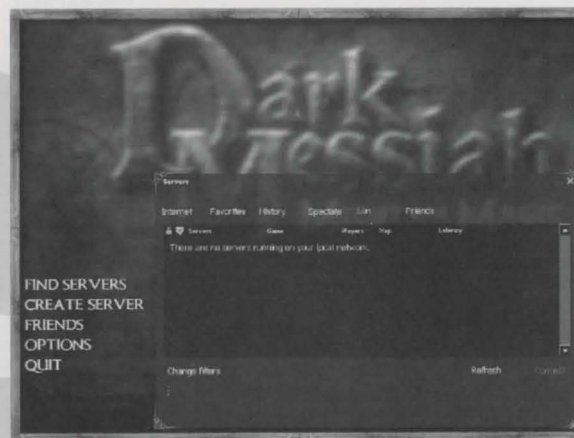 Dark
Messiah
Servers
Internet Favorites History Spectate Lan Friends
Servers Game Players Map Latency
There are no servers running on your local network.
FIND SERVERS
CREATE SERVER
FRIENDS
OPTIONS
QUIT
Change filters Refresh Connect